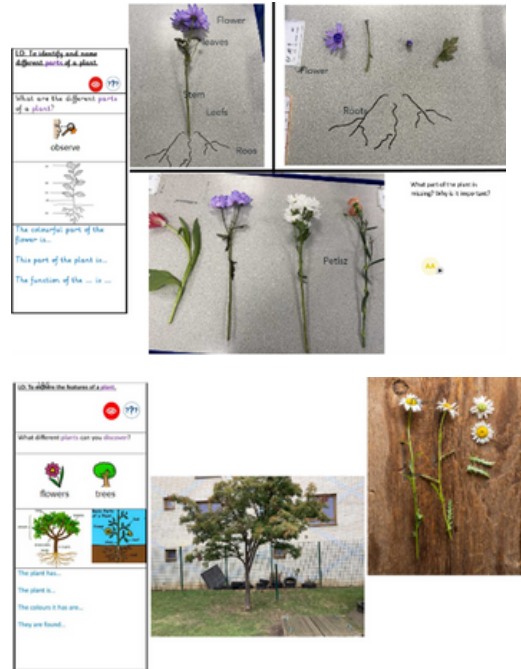 LO: To identify and name
different parts of a plant.
???
What are the different parts
of a plant?
observe
The colourful part of the
flower is...
This part of the plant is...
The function of the ... is ...
Flower
leaves
Stem
Leafs
Roos
Flower
Roots
Petlsz
What part of the plant is
missing? Why is it important?
AA
LO: To explore the features of a plant.
???
What different plants can you discover?
flowers
trees
The plant has...
The plant is...
The colours it has are...
They are found...